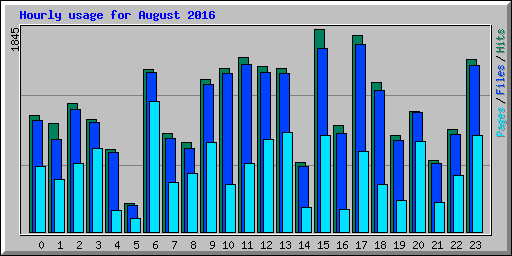 Hourly usage for August 2016
1845
Pages/Files/Hits
0 1 2 3 4 5 6 7 8 9 10 11 12 13 14 15 16 17 18 19 20 21 22 23